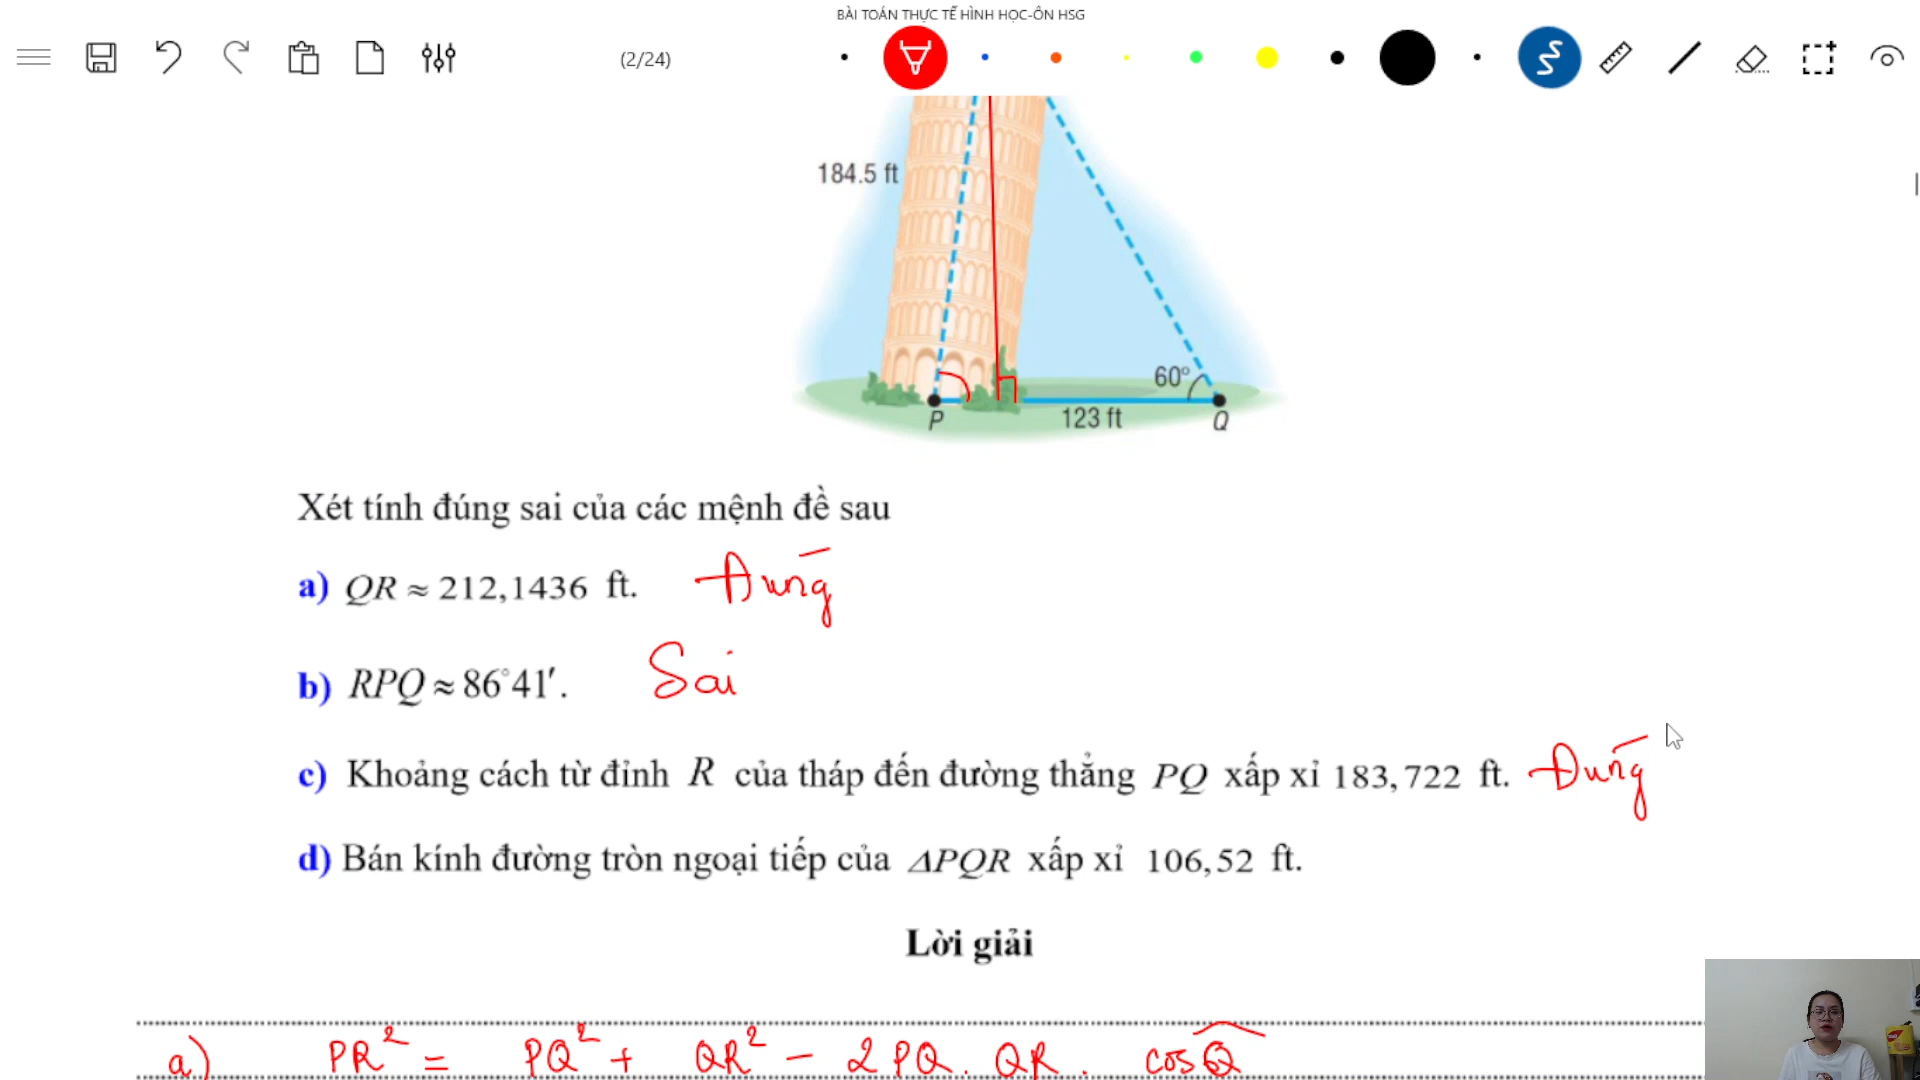 BÀI TOÁN THỰC TẾ HÌNH HỌC-ÔN HSG
(2/24)
184.5 ft
60°
P
123 ft
Q
Xét tính đúng sai của các mệnh đề sau
a) QR ≈ 212,1436 ft. Đúng
b) RPQ ≈ 86°41'. Sai
c) Khoảng cách từ đỉnh R của tháp đến đường thẳng PQ xấp xỉ 183,722 ft. Đúng
d) Bán kính đường tròn ngoại tiếp của ΔPQR xấp xỉ 106,52 ft.
Lời giải
a) PR² = PQ² + QR² - 2PQ. QR. cos Q̂